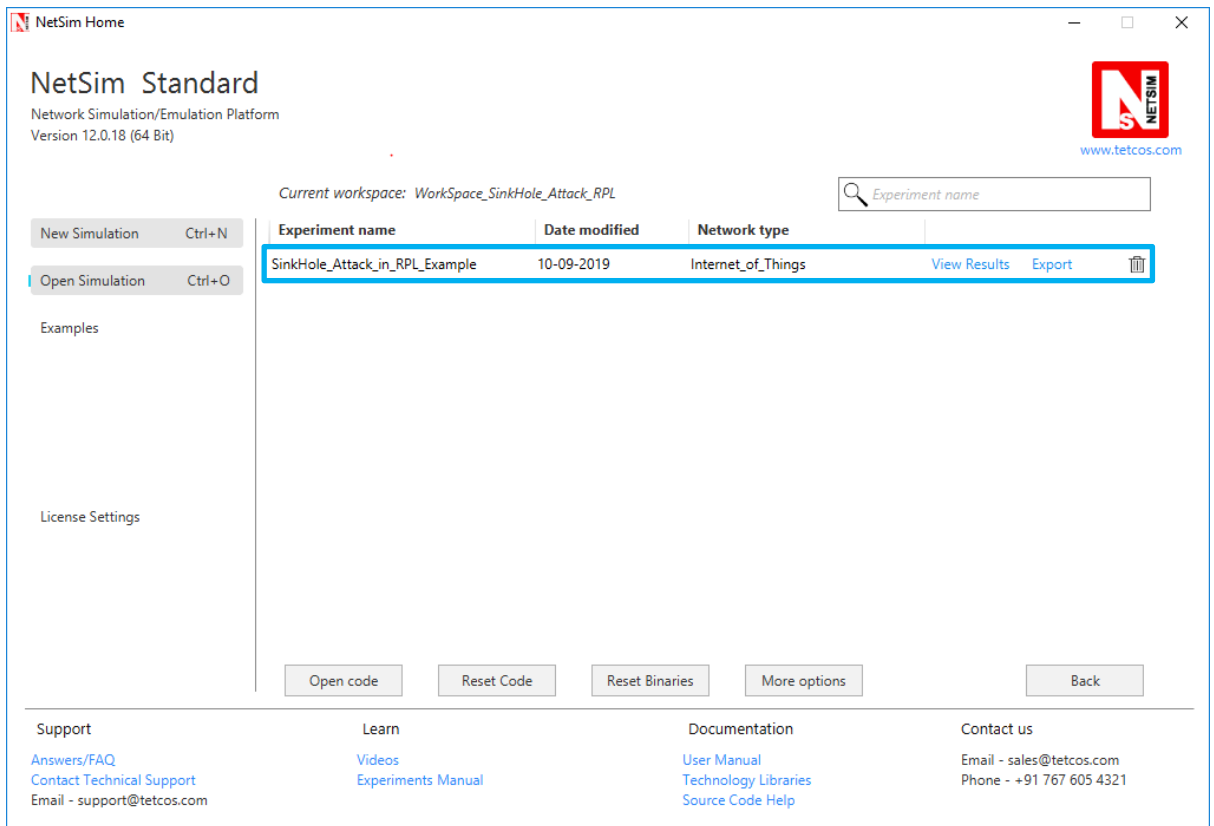 NetSim Home
NetSim Standard
Network Simulation/Emulation Platform
Version 12.0.18 (64 Bit)
NS
NETSIM
www.tetcos.com
Current workspace: WorkSpace_SinkHole_Attack_RPL
Experiment name
New Simulation Ctrl+N
Open Simulation Ctrl+O
Examples
License Settings
Experiment name Date modified Network type
SinkHole_Attack_in_RPL_Example 10-09-2019 Internet_of_Things View Results Export
Open code Reset Code Reset Binaries More options Back
Support
Answers/FAQ
Contact Technical Support
Email - support@tetcos.com
Learn
Videos
Experiments Manual
Documentation
User Manual
Technology Libraries
Source Code Help
Contact us
Email - sales@tetcos.com
Phone - +91 767 605 4321